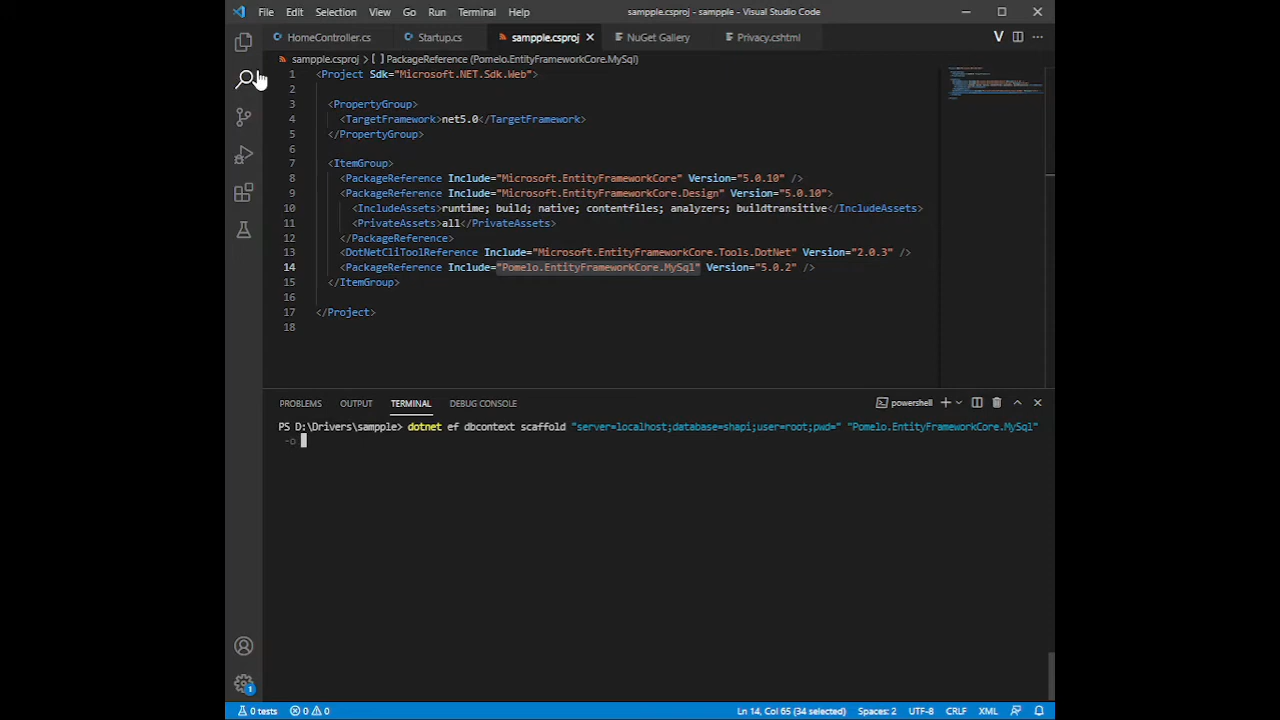 File Edit Selection View Go Run Terminal Help sampple.csproj - sampple - Visual Studio Code
HomeController.cs Startup.cs sampple.csproj NuGet Gallery Privacy.cshtml
sampple.csproj > [ ] PackageReference (Pomelo.EntityFrameworkCore.MySql)
1 <Project Sdk="Microsoft.NET.Sdk.Web">
2
3 <PropertyGroup>
4 <TargetFramework>net5.0</TargetFramework>
5 </PropertyGroup>
6
7 <ItemGroup>
8 <PackageReference Include="Microsoft.EntityFrameworkCore" Version="5.0.10" />
9 <PackageReference Include="Microsoft.EntityFrameworkCore.Design" Version="5.0.10">
10 <IncludeAssets>runtime; build; native; contentfiles; analyzers; buildtransitive</IncludeAssets>
11 <PrivateAssets>all</PrivateAssets>
12 </PackageReference>
13 <DotNetCliToolReference Include="Microsoft.EntityFrameworkCore.Tools.DotNet" Version="2.0.3" />
14 <PackageReference Include="Pomelo.EntityFrameworkCore.MySql" Version="5.0.2" />
15 </ItemGroup>
16
17 </Project>
18
PROBLEMS OUTPUT TERMINAL DEBUG CONSOLE powershell
PS D:\Drivers\sampple> dotnet ef dbcontext scaffold "server=localhost;database=shapi;user=root;pwd=" "Pomelo.EntityFrameworkCore.MySql"
-o
1
0 tests 0 0 Ln 14, Col 65 (34 selected) Spaces: 2 UTF-8 CRLF XML